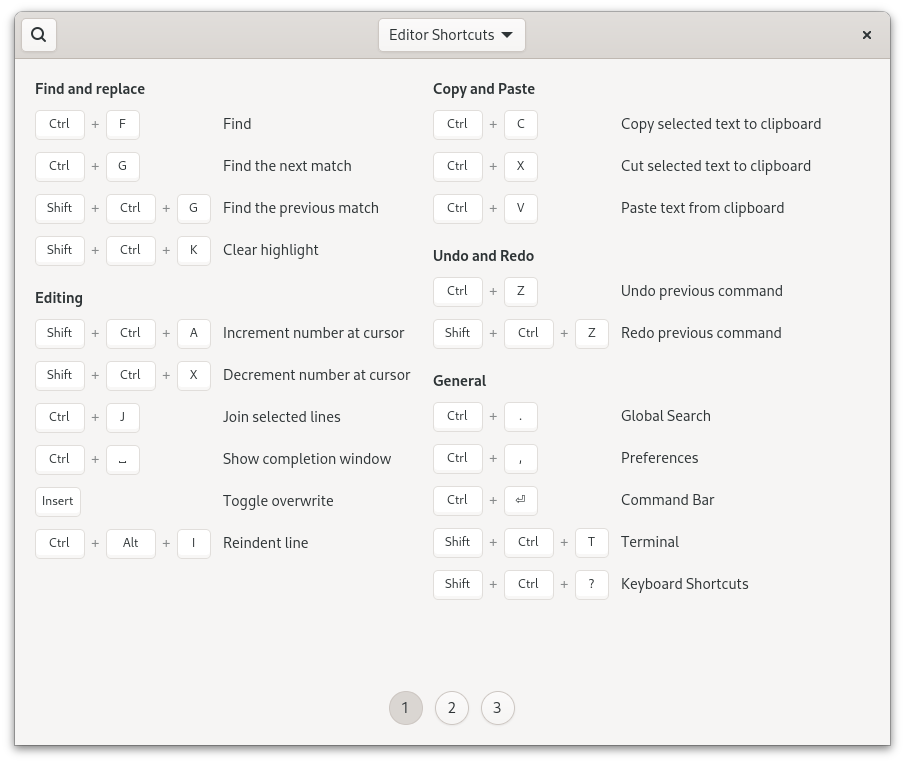 Editor Shortcuts
Find and replace
Ctrl + F Find
Ctrl + G Find the next match
Shift + Ctrl + G Find the previous match
Shift + Ctrl + K Clear highlight
Editing
Shift + Ctrl + A Increment number at cursor
Shift + Ctrl + X Decrement number at cursor
Ctrl + J Join selected lines
Ctrl + ⎵ Show completion window
Insert Toggle overwrite
Ctrl + Alt + I Reindent line
Copy and Paste
Ctrl + C Copy selected text to clipboard
Ctrl + X Cut selected text to clipboard
Ctrl + V Paste text from clipboard
Undo and Redo
Ctrl + Z Undo previous command
Shift + Ctrl + Z Redo previous command
General
Ctrl + . Global Search
Ctrl + , Preferences
Ctrl + ⏎ Command Bar
Shift + Ctrl + T Terminal
Shift + Ctrl + ? Keyboard Shortcuts
1 2 3